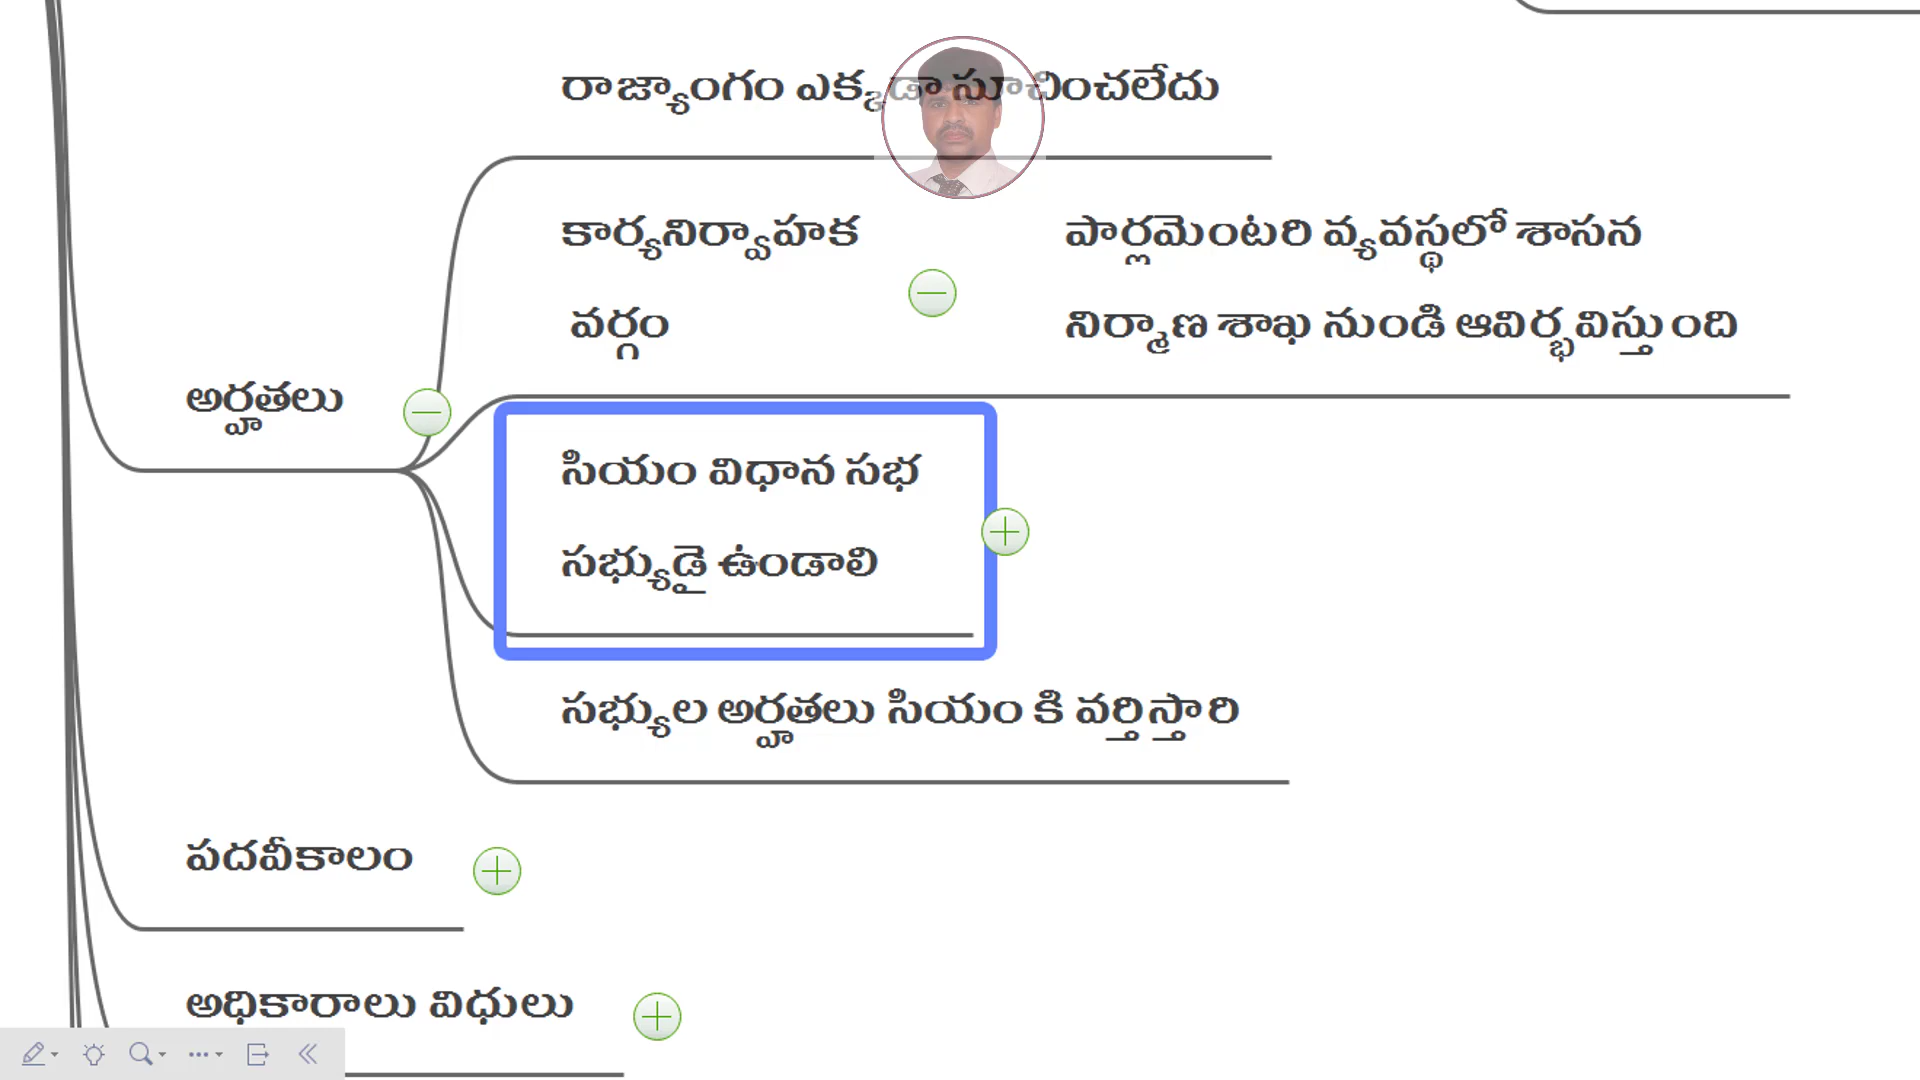 రాజ్యాంగం ఎక్కడా సూచించలేదు
కార్యనిర్వాహక
వర్గం
పార్లమెంటరి వ్యవస్థలో శాసన
నిర్మాణ శాఖ నుండి ఆవిర్భవిస్తుంది
అర్హతలు
సియం విధాన సభ
సభ్యుడై ఉండాలి
సభ్యుల అర్హతలు సియం కి వర్తిస్తారి
పదవీకాలం
అధికారాలు విధులు